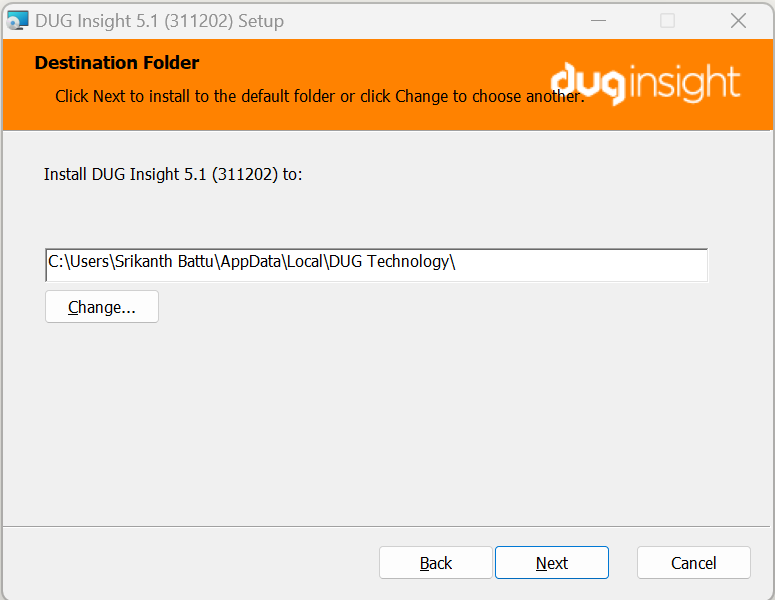 DUG Insight 5.1 (311202) Setup
Destination Folder
Click Next to install to the default folder or click Change to choose another.
duginsight
Install DUG Insight 5.1 (311202) to:
C:\Users\Srikanth Battu\AppData\Local\DUG Technology\
Change...
Back
Next
Cancel